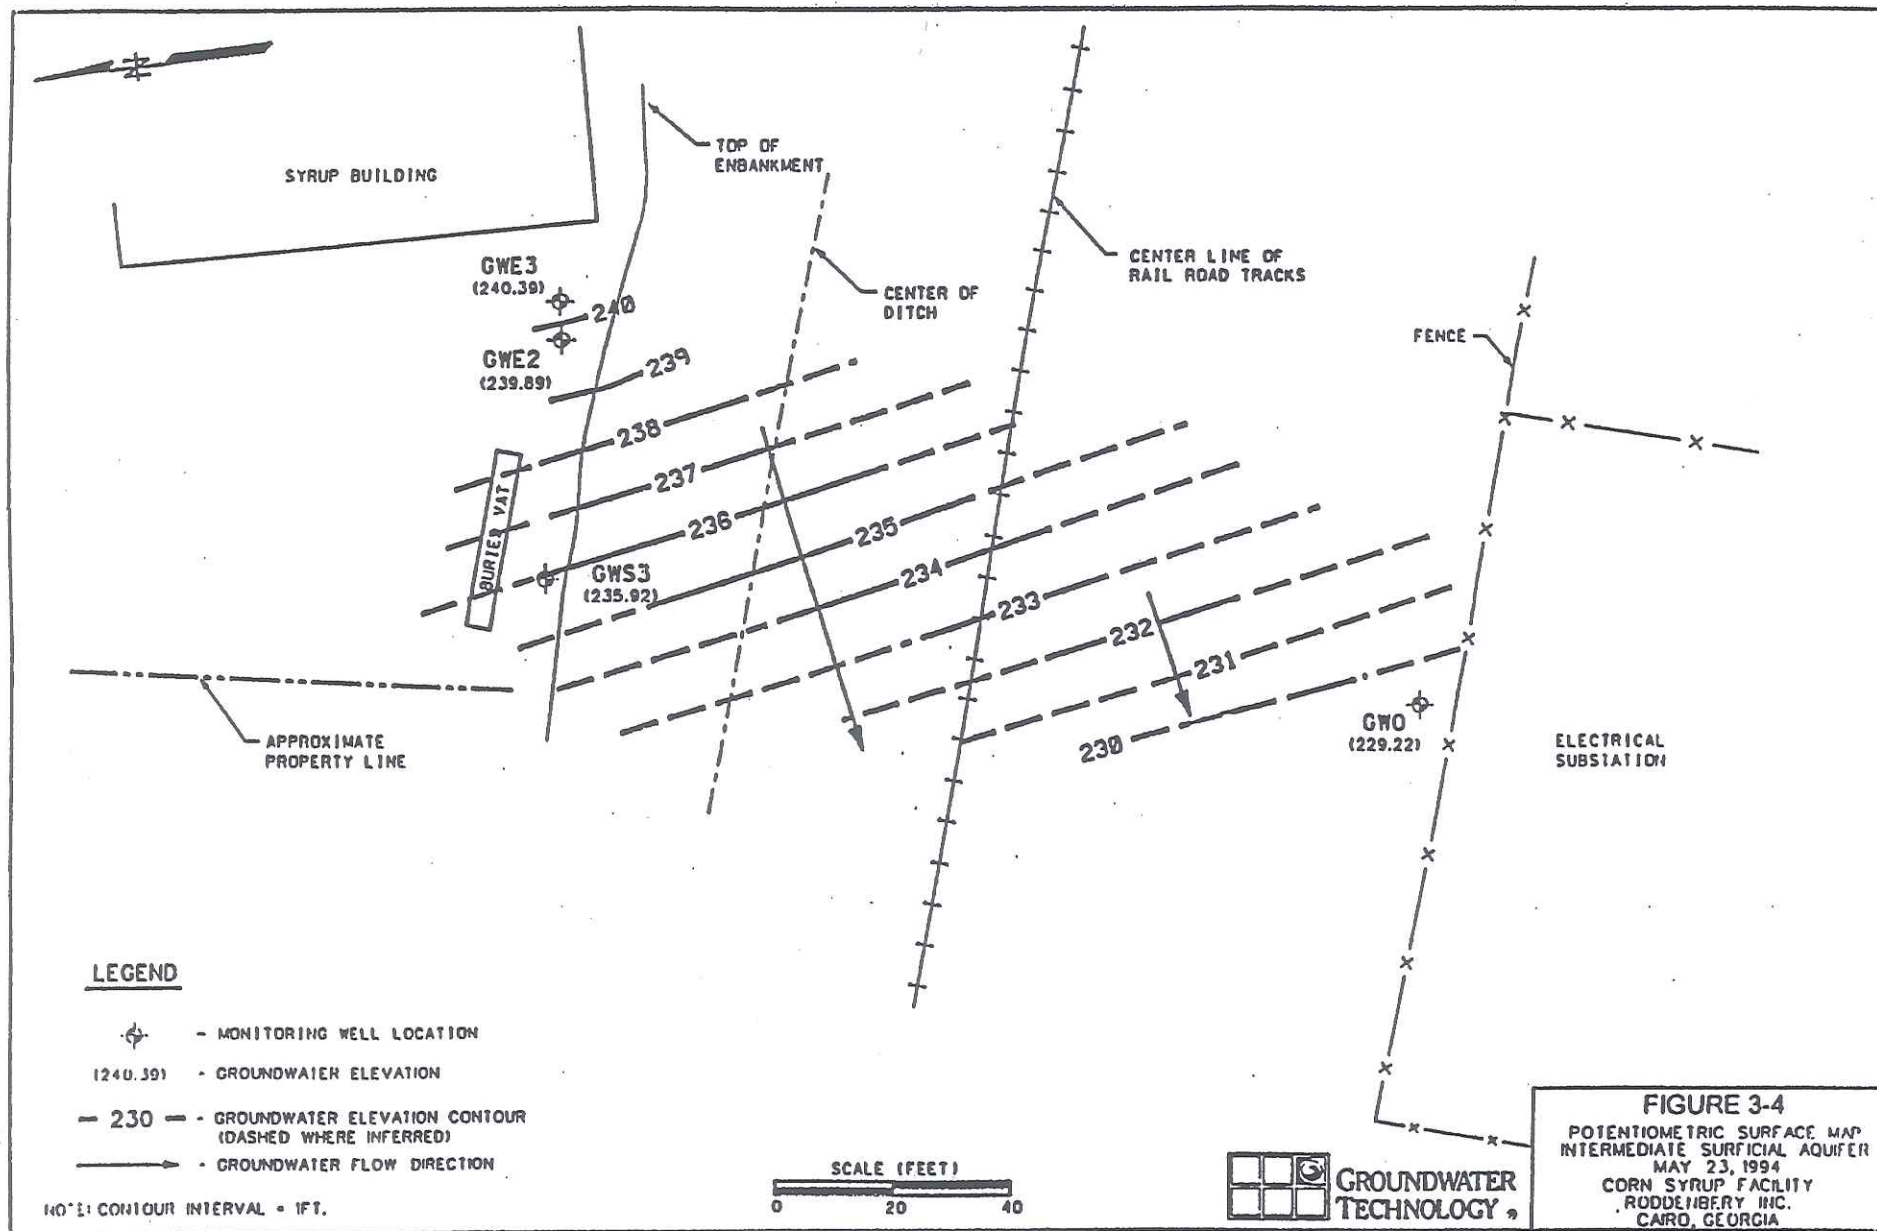 N
SYRUP BUILDING
TOP OF
ENBANKMENT
GWE3
(240.39)
240
GWE2
(239.89)
239
CENTER OF
DITCH
CENTER LINE OF
RAIL ROAD TRACKS
FENCE
238
237
236
235
234
233
232
231
230
BURIED VAT
GWS3
(235.92)
APPROXIMATE
PROPERTY LINE
GWO
(229.22)
ELECTRICAL
SUBSTATION
LEGEND
- MONITORING WELL LOCATION
(240.39) - GROUNDWATER ELEVATION
230 - GROUNDWATER ELEVATION CONTOUR
(DASHED WHERE INFERRED)
- GROUNDWATER FLOW DIRECTION
NOTE: CONTOUR INTERVAL = 1FT.
SCALE (FEET)
0 20 40
GROUNDWATER
TECHNOLOGY
FIGURE 3-4
POTENTIOMETRIC SURFACE MAP
INTERMEDIATE SURFICIAL AQUIFER
MAY 23, 1994
CORN SYRUP FACILITY
RODDENBERY INC.
CAIRO, GEORGIA